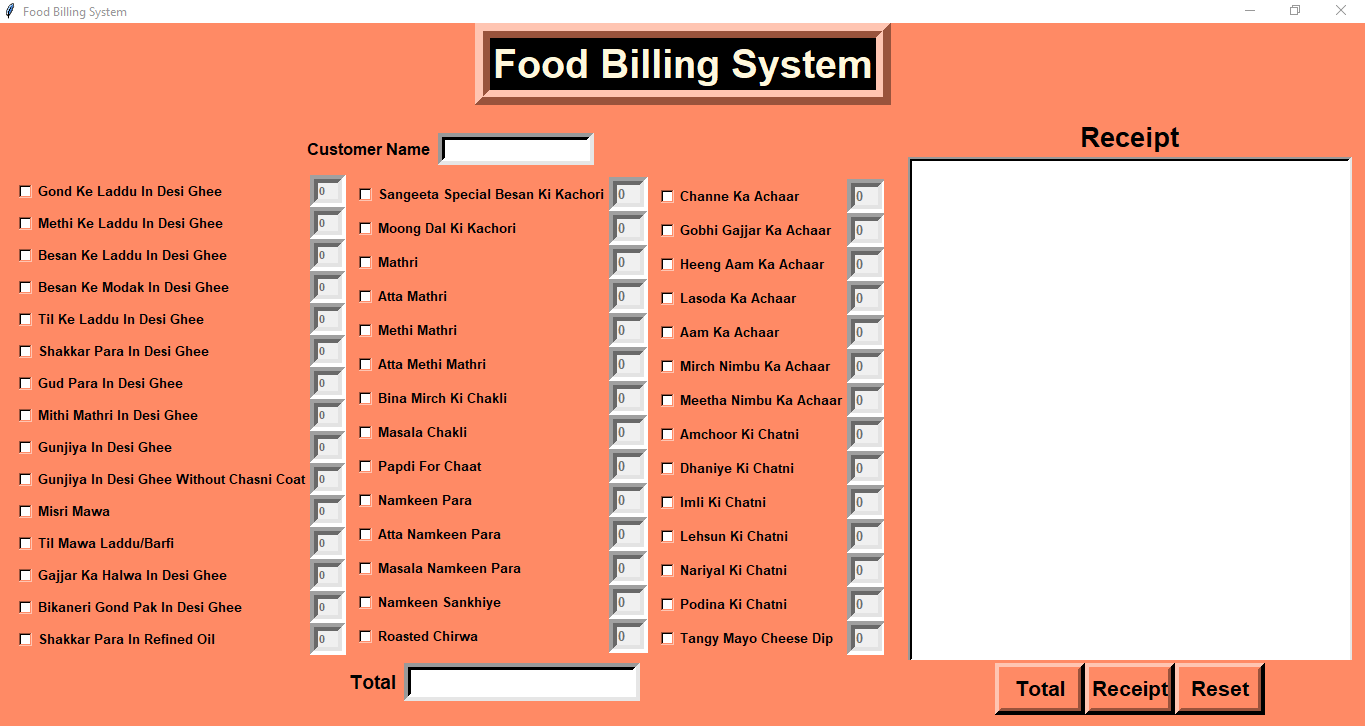 Food Billing System
Food Billing System
Customer Name
Receipt
Gond Ke Laddu In Desi Ghee 0
Methi Ke Laddu In Desi Ghee 0
Besan Ke Laddu In Desi Ghee 0
Besan Ke Modak In Desi Ghee 0
Til Ke Laddu In Desi Ghee 0
Shakkar Para In Desi Ghee 0
Gud Para In Desi Ghee 0
Mithi Mathri In Desi Ghee 0
Gunjiya In Desi Ghee 0
Gunjiya In Desi Ghee Without Chasni Coat 0
Misri Mawa 0
Til Mawa Laddu/Barfi 0
Gajjar Ka Halwa In Desi Ghee 0
Bikaneri Gond Pak In Desi Ghee 0
Shakkar Para In Refined Oil 0
Sangeeta Special Besan Ki Kachori 0
Moong Dal Ki Kachori 0
Mathri 0
Atta Mathri 0
Methi Mathri 0
Atta Methi Mathri 0
Bina Mirch Ki Chakli 0
Masala Chakli 0
Papdi For Chaat 0
Namkeen Para 0
Atta Namkeen Para 0
Masala Namkeen Para 0
Namkeen Sankhiye 0
Roasted Chirwa 0
Channe Ka Achaar 0
Gobhi Gajjar Ka Achaar 0
Heeng Aam Ka Achaar 0
Lasoda Ka Achaar 0
Aam Ka Achaar 0
Mirch Nimbu Ka Achaar 0
Meetha Nimbu Ka Achaar 0
Amchoor Ki Chatni 0
Dhaniye Ki Chatni 0
Imli Ki Chatni 0
Lehsun Ki Chatni 0
Nariyal Ki Chatni 0
Podina Ki Chatni 0
Tangy Mayo Cheese Dip 0
Total
Total Receipt Reset